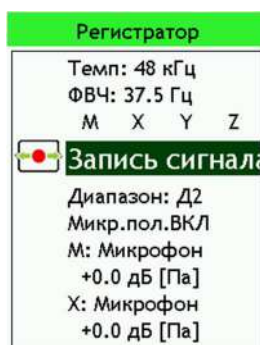 Регистратор
Темп: 48 кГц
ФВЧ: 37.5 Гц
M X Y Z
Запись сигнала
Диапазон: Д2
Микр.пол.ВКЛ
М: Микрофон
+0.0 дБ [Па]
X: Микрофон
+0.0 дБ [Па]